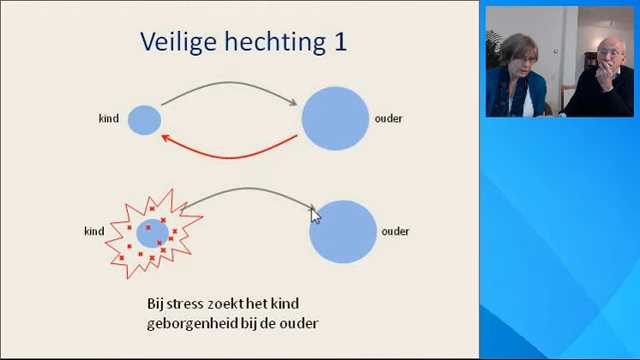 Veilige hechting 1
kind
ouder
kind
ouder
Bij stress zoekt het kind
geborgenheid bij de ouder